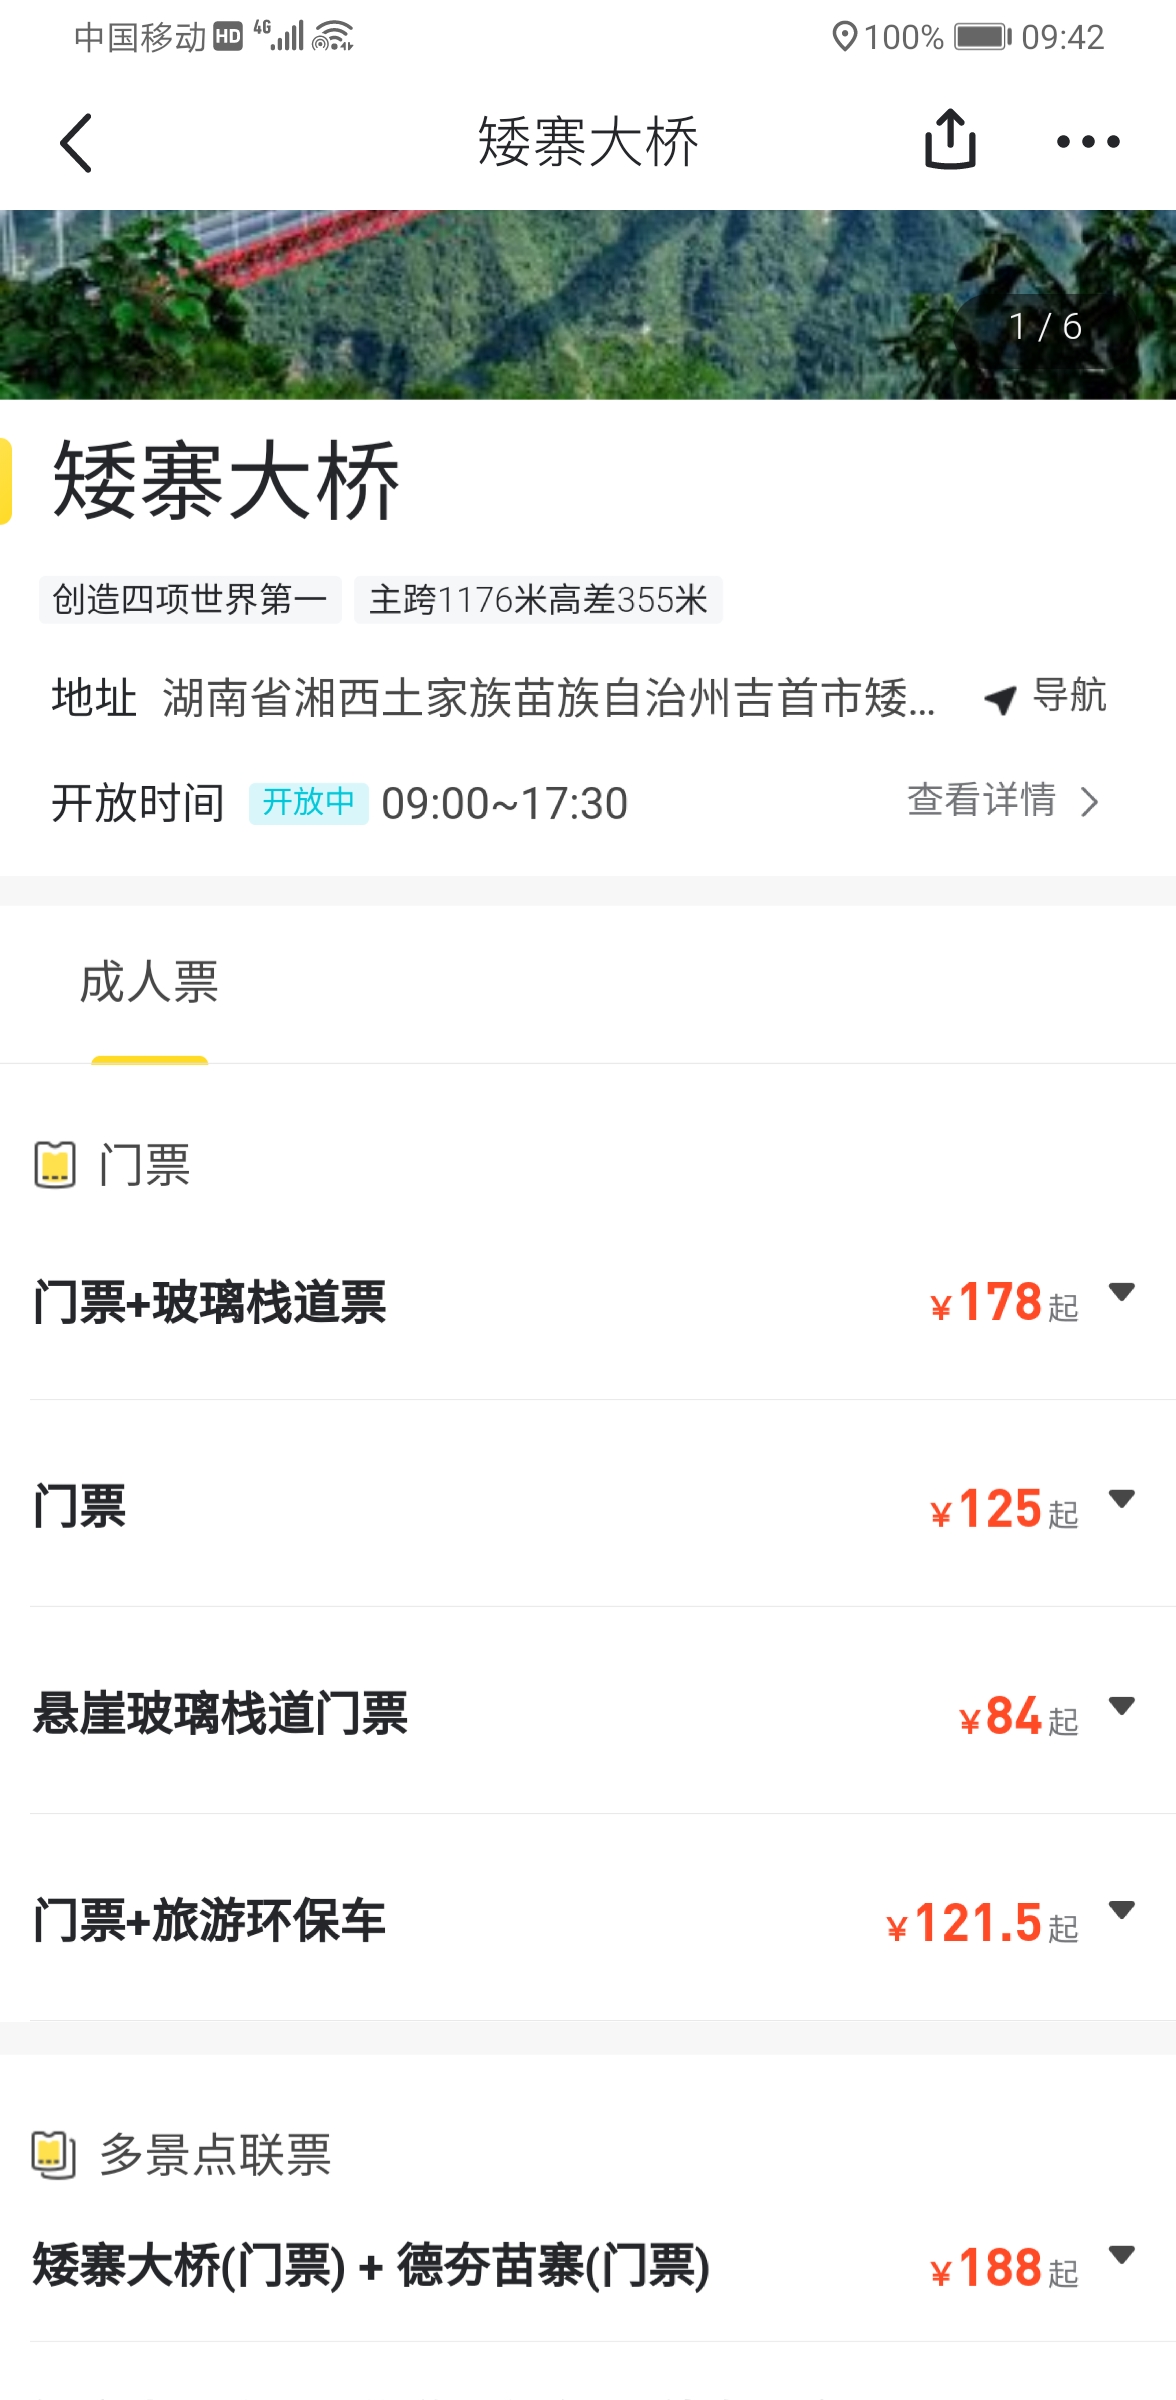 中国移动 HD 4G 100% 09:42
矮寨大桥
1 / 6
矮寨大桥
创造四项世界第一 主跨1176米高差355米
地址 湖南省湘西土家族苗族自治州吉首市矮... 导航
开放时间 开放中 09:00~17:30 查看详情
成人票
门票
门票+玻璃栈道票 ¥178起
门票 ¥125起
悬崖玻璃栈道门票 ¥84起
门票+旅游环保车 ¥121.5起
多景点联票
矮寨大桥(门票) + 德夯苗寨(门票) ¥188起